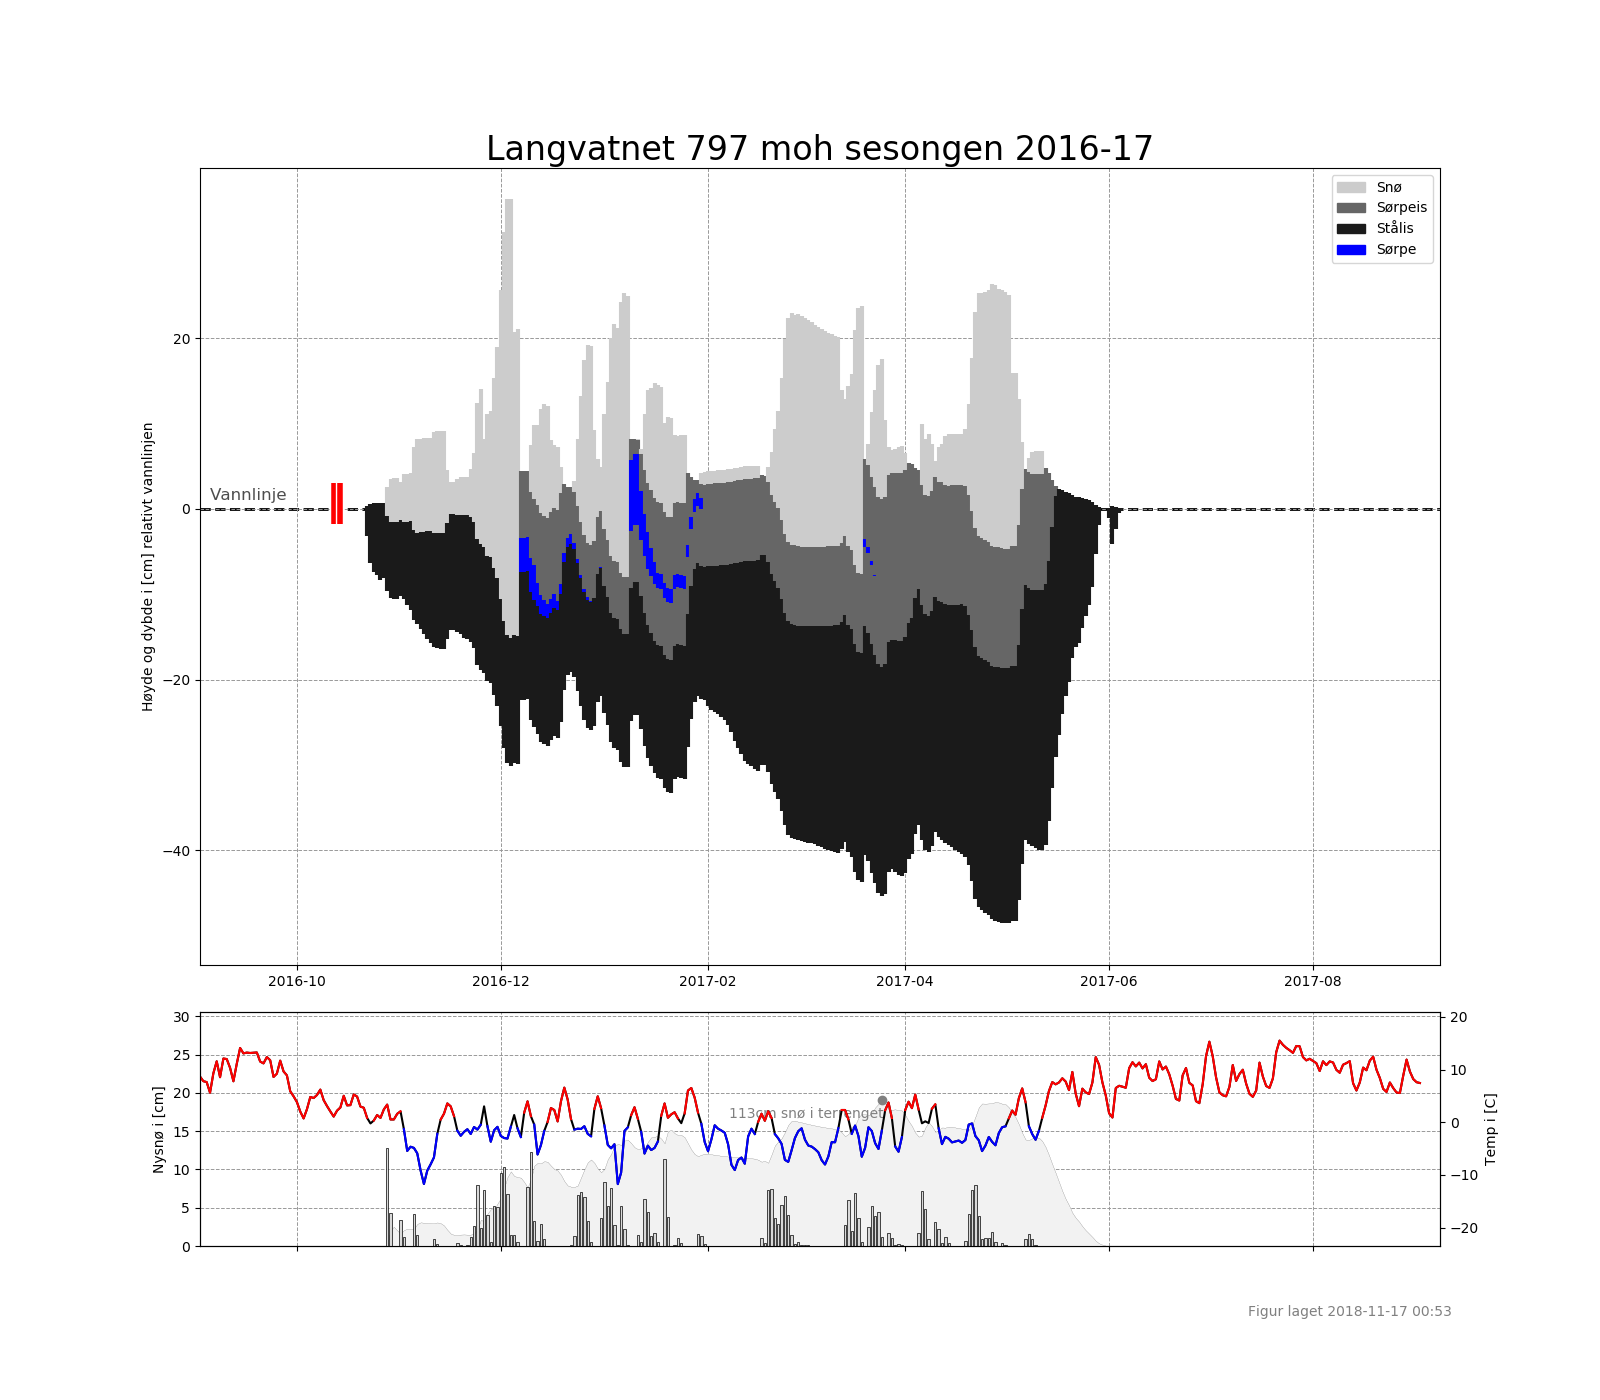 Langvatnet 797 moh sesongen 2016-17
Snø
Sørpeis
Stålis
Sørpe
Høyde og dybde i [cm] relativt vannlinjen
20
0
−20
−40
Vannlinje
2016-10 2016-12 2017-02 2017-04 2017-06 2017-08
Nysnø i [cm]
30
25
20
15
10
5
0
113cm snø i terrenget
20
10
0
−10
−20
Temp i [C]
Figur laget 2018-11-17 00:53